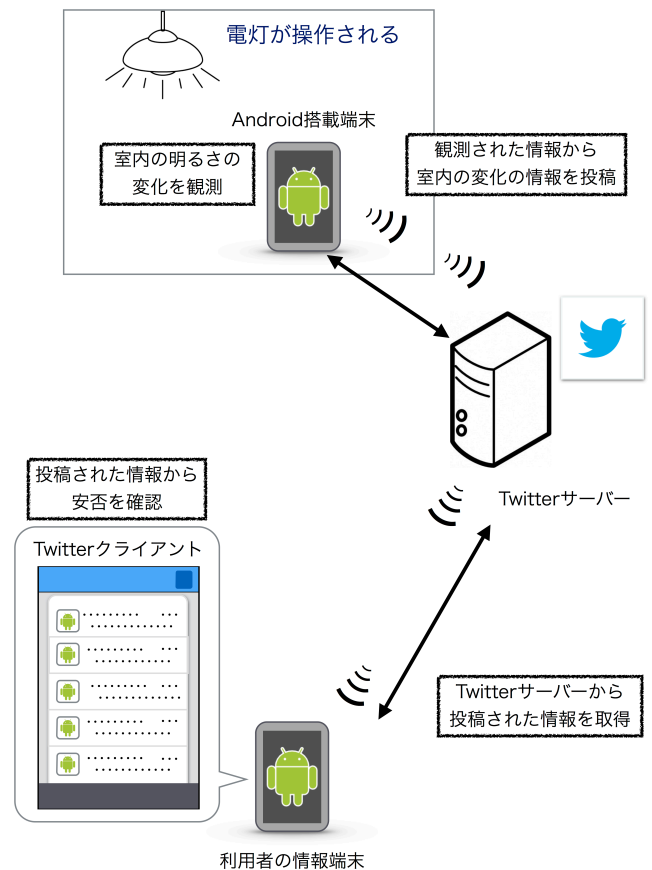 電灯が操作される
Android搭載端末
室内の明るさの
変化を観測
観測された情報から
室内の変化の情報を投稿
Twitterサーバー
投稿された情報から
安否を確認
Twitterクライアント
Twitterサーバーから
投稿された情報を取得
利用者の情報端末